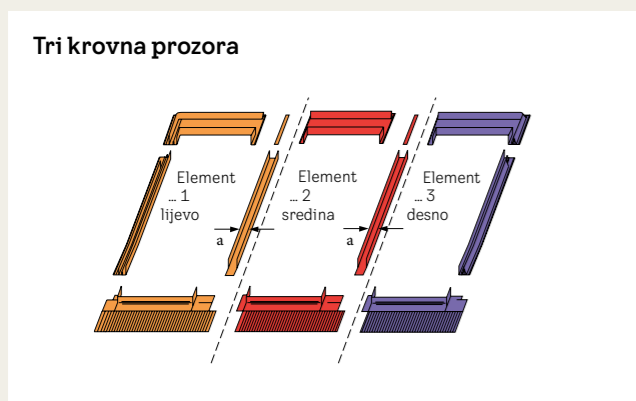 Tri krovna prozora
Element
... 1
lijevo
Element
... 2
sredina
Element
... 3
desno
a
a